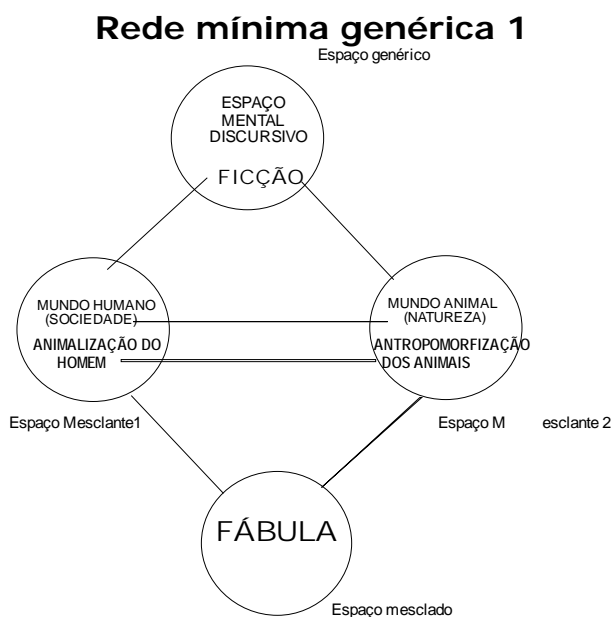 Rede mínima genérica 1
Espaço genérico
ESPAÇO
MENTAL
DISCURSIVO
FICÇÃO
MUNDO HUMANO
(SOCIEDADE)
ANIMALIZAÇÃO DO
HOMEM
MUNDO ANIMAL
(NATUREZA)
ANTROPOMORFIZAÇÃO
DOS ANIMAIS
Espaço Mesclante1
Espaço M esclante 2
FÁBULA
Espaço mesclado